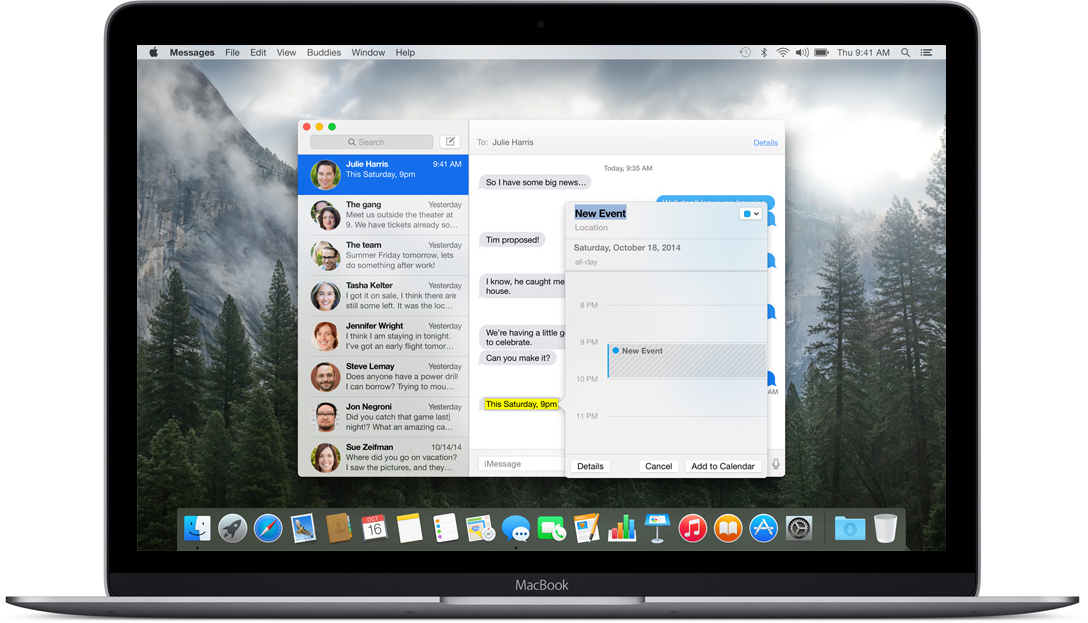 Messages File Edit View Buddies Window Help Thu 9:41 AM
Search
To: Julie Harris
Details
Julie Harris 9:41 AM
This Saturday, 9pm
The gang Yesterday
Meet us outside the theater at
9. We have tickets already so…
The team Yesterday
Summer Friday tomorrow, lets
do something after work!
Tasha Kelter Yesterday
I got it on sale, I think there are
still some left. It was the loc…
Jennifer Wright Yesterday
I think I am staying in tonight.
I've got an early flight tomor…
Steve Lemay Yesterday
Does anyone have a power drill
I can borrow? Trying to mou…
Jon Negroni Yesterday
Did you catch that game last
night!? What an amazing ca…
Sue Zeifman 10/14/14
Where did you go on vacation?
I saw the pictures, and they…
Today, 9:35 AM
So I have some big news…
Tim proposed!
I know, he caught me
house.
We're having a little
to celebrate.
Can you make it?
This Saturday, 9pm
AM
iMessage
New Event
Location
Saturday, October 18, 2014
all-day
8 PM
9 PM
New Event
10 PM
11 PM
Details Cancel Add to Calendar
OCT
16
MacBook